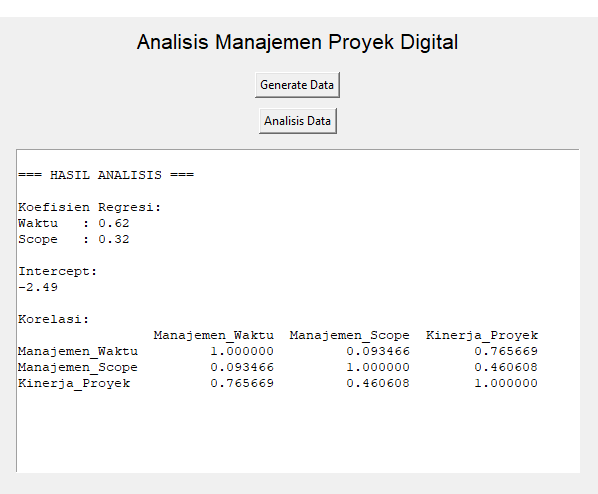 Analisis Manajemen Proyek Digital
Generate Data
Analisis Data
=== HASIL ANALISIS ===
Koefisien Regresi:
Waktu   : 0.62
Scope   : 0.32
Intercept:
-2.49
Korelasi:
                 Manajemen_Waktu  Manajemen_Scope  Kinerja_Proyek
Manajemen_Waktu         1.000000         0.093466        0.765669
Manajemen_Scope         0.093466         1.000000        0.460608
Kinerja_Proyek          0.765669         0.460608        1.000000